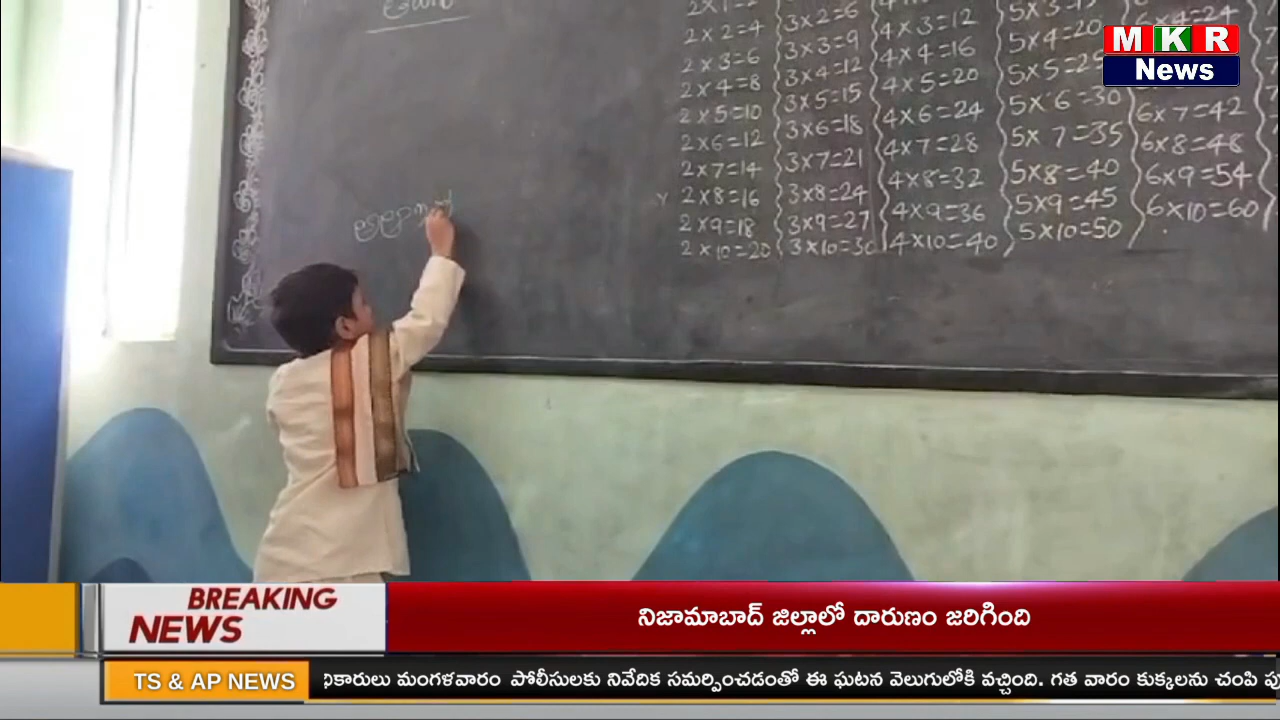 MKR
News
2x2=4
2x3=6
2x4=8
2x5=10
2x6=12
2x7=14
2x8=16
2x9=18
2x10=20
3x2=6
3x3=9
3x4=12
3x5=15
3x6=18
3x7=21
3x8=24
3x9=27
3x10=30
4x3=12
4x4=16
4x5=20
4x6=24
4x7=28
4x8=32
4x9=36
4x10=40
5x4=20
5x5=25
5x6=30
5x7=35
5x8=40
5x9=45
5x10=50
6x4=24
6x7=42
6x8=48
6x9=54
6x10=60
BREAKING
NEWS
నిజామాబాద్ జిల్లాలో దారుణం జరిగింది
TS & AP NEWS
ధికారులు మంగళవారం పోలీసులకు నివేదిక సమర్పించడంతో ఈ ఘటన వెలుగులోకి వచ్చింది. గత వారం కుక్కలను చంపి